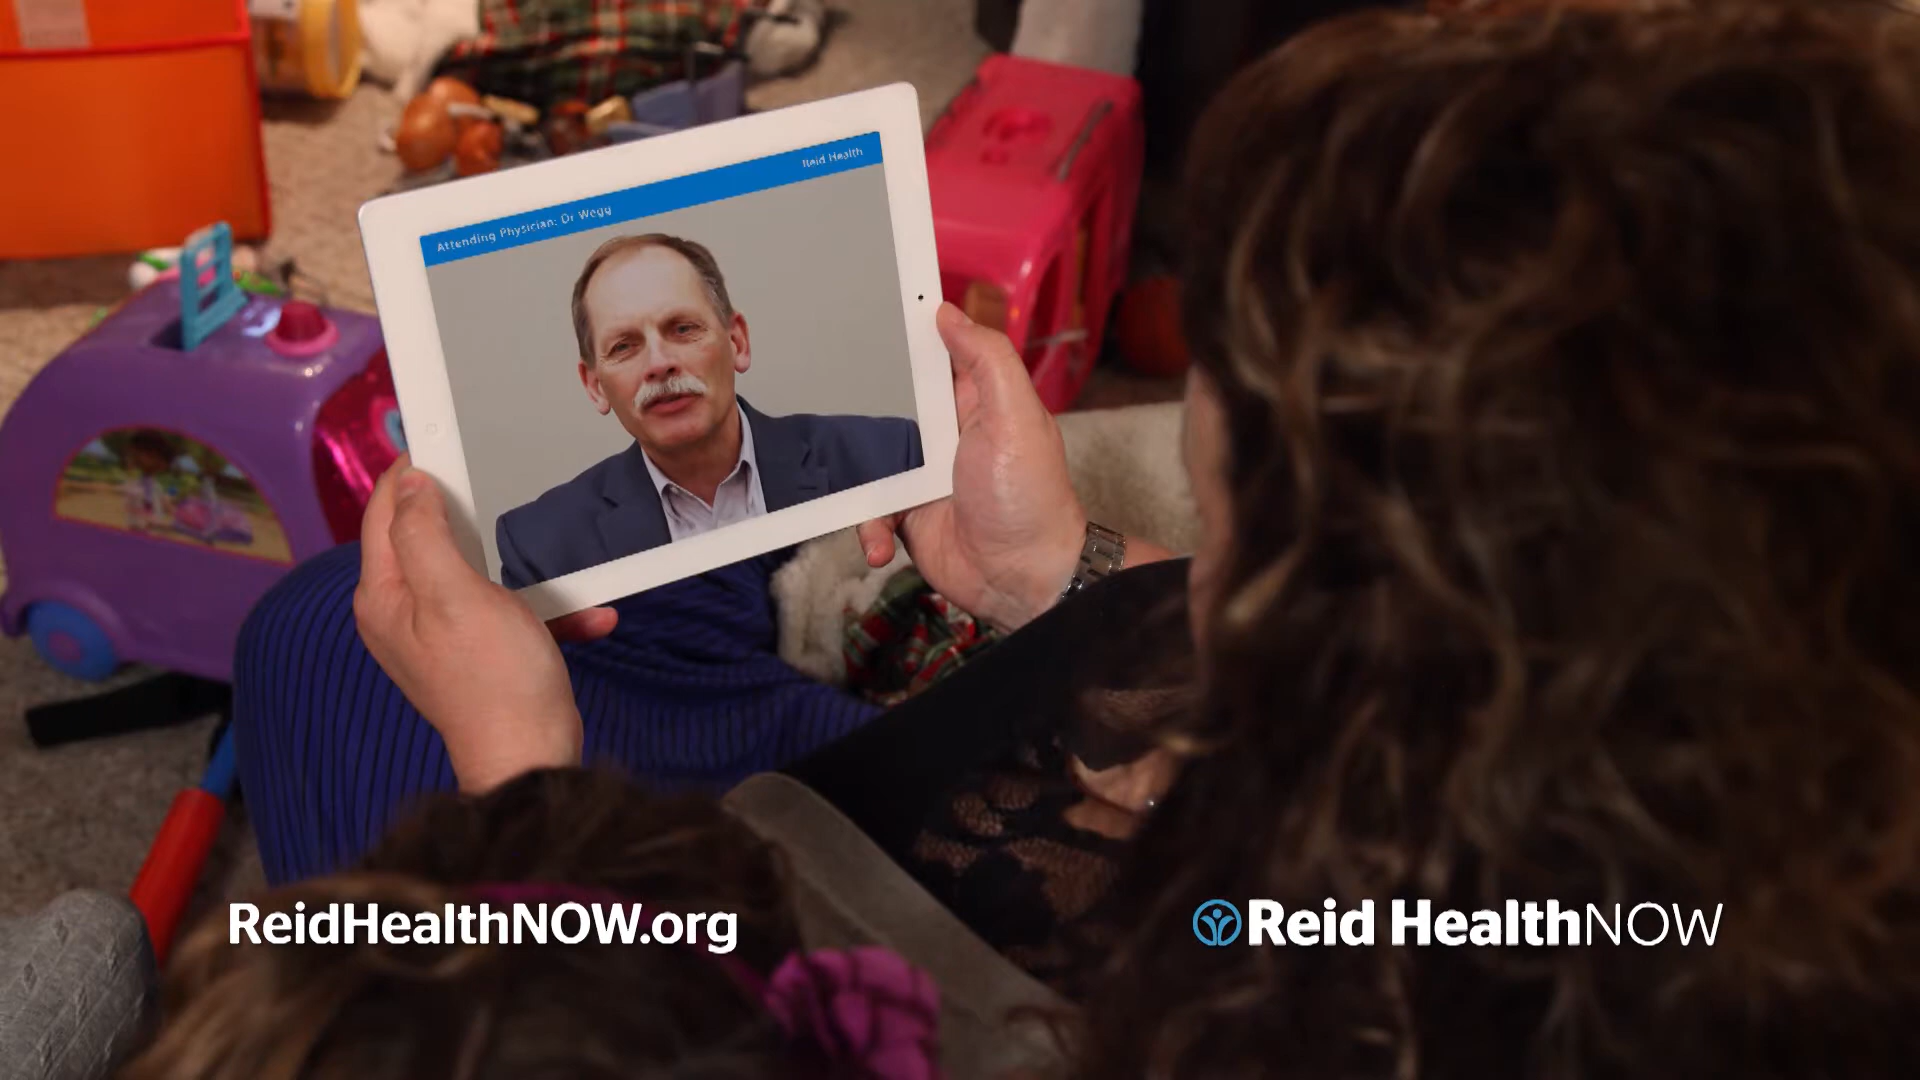 Attending Physician: Dr Wegg
Reid Health
ReidHealthNOW.org
Reid HealthNOW